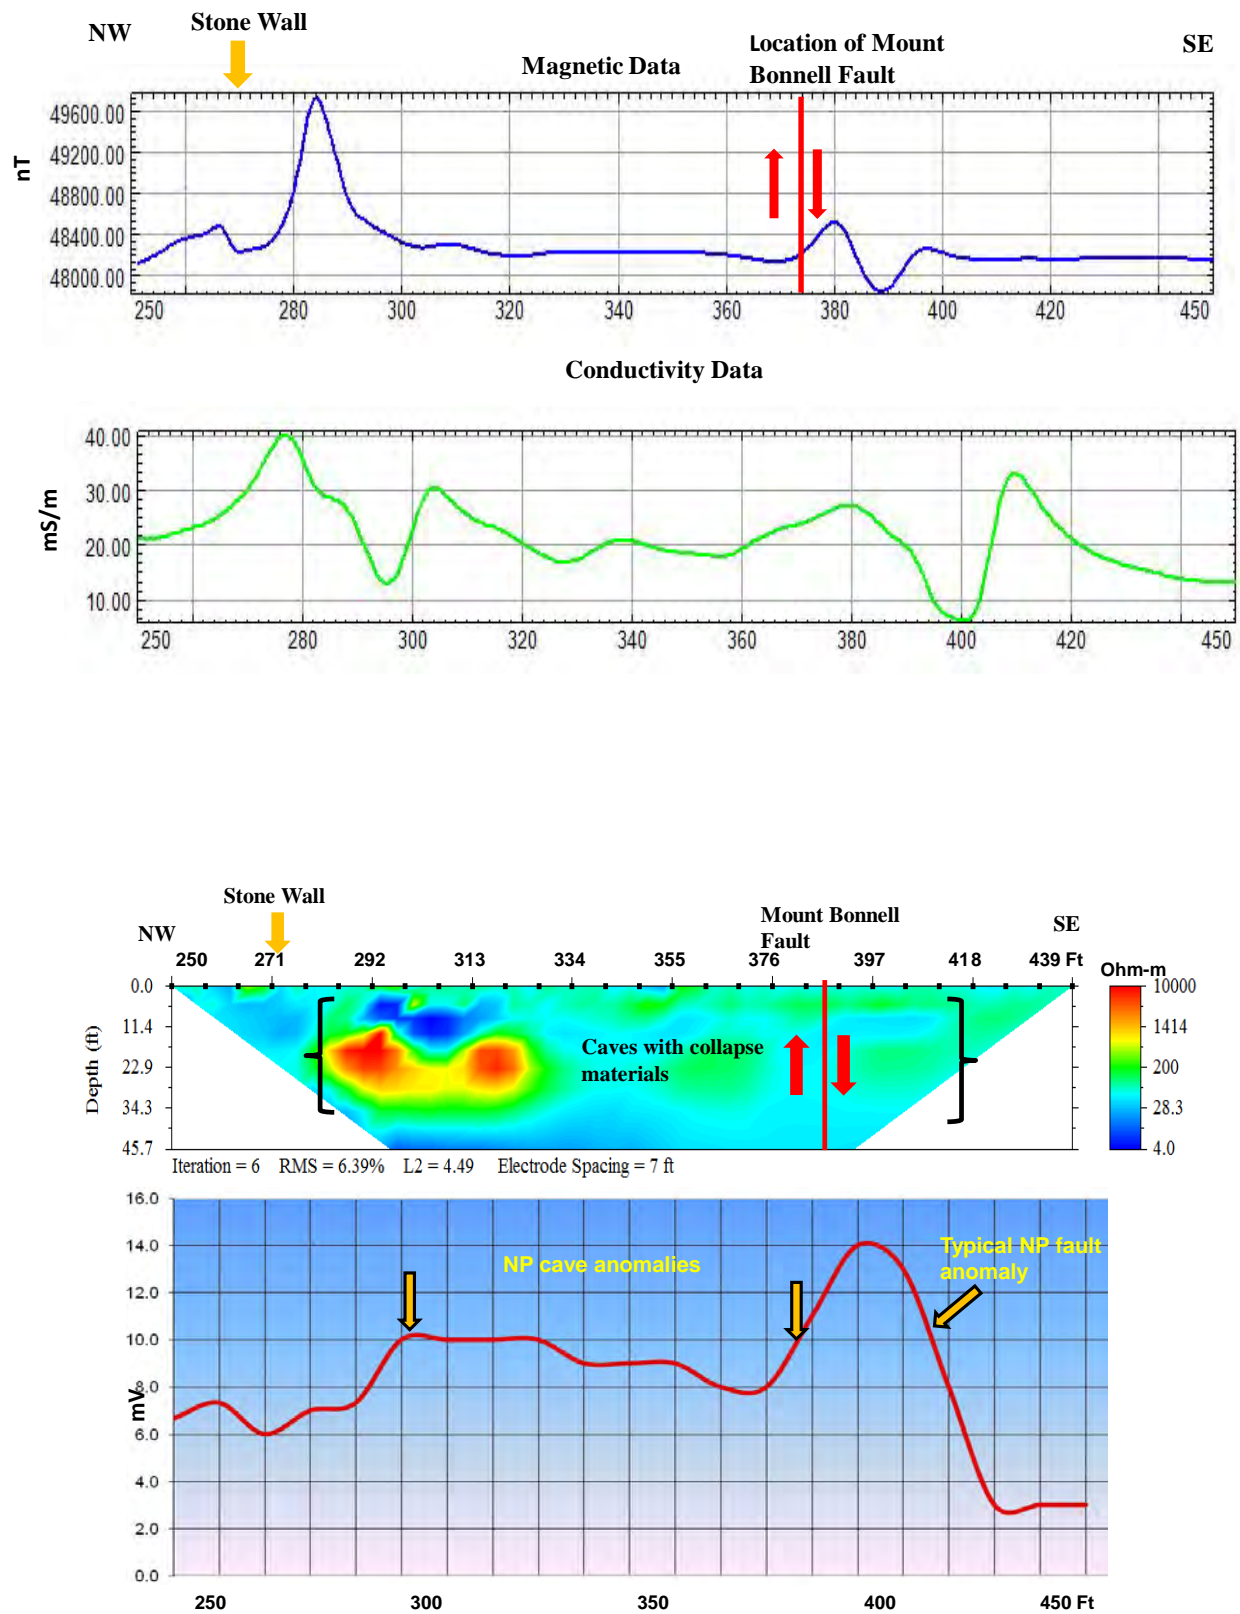 NW
Stone Wall
Magnetic Data
Location of Mount
Bonnell Fault
SE
nT
49600.00
49200.00
48800.00
48400.00
48000.00
250 280 300 320 340 360 380 400 420 450
Conductivity Data
mS/m
40.00
30.00
20.00
10.00
250 280 300 320 340 360 380 400 420 450
Stone Wall
NW
Mount Bonnell
Fault
SE
250 271 292 313 334 355 376 397 418 439 Ft
Ohm-m
Depth (ft)
0.0
11.4
22.9
34.3
45.7
Caves with collapse
materials
10000
1414
200
28.3
4.0
Iteration = 6 RMS = 6.39% L2 = 4.49 Electrode Spacing = 7 ft
mV
16.0
14.0
12.0
10.0
8.0
6.0
4.0
2.0
0.0
NP cave anomalies
Typical NP fault
anomaly
250 300 350 400 450 Ft